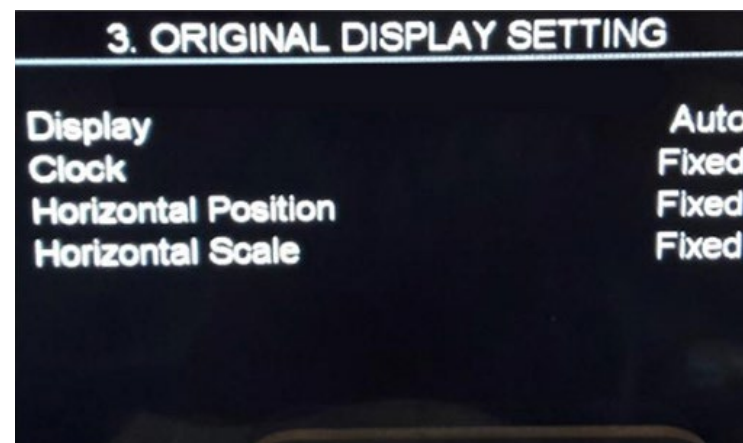 3. ORIGINAL DISPLAY SETTING
Display Auto
Clock Fixed
Horizontal Position Fixed
Horizontal Scale Fixed